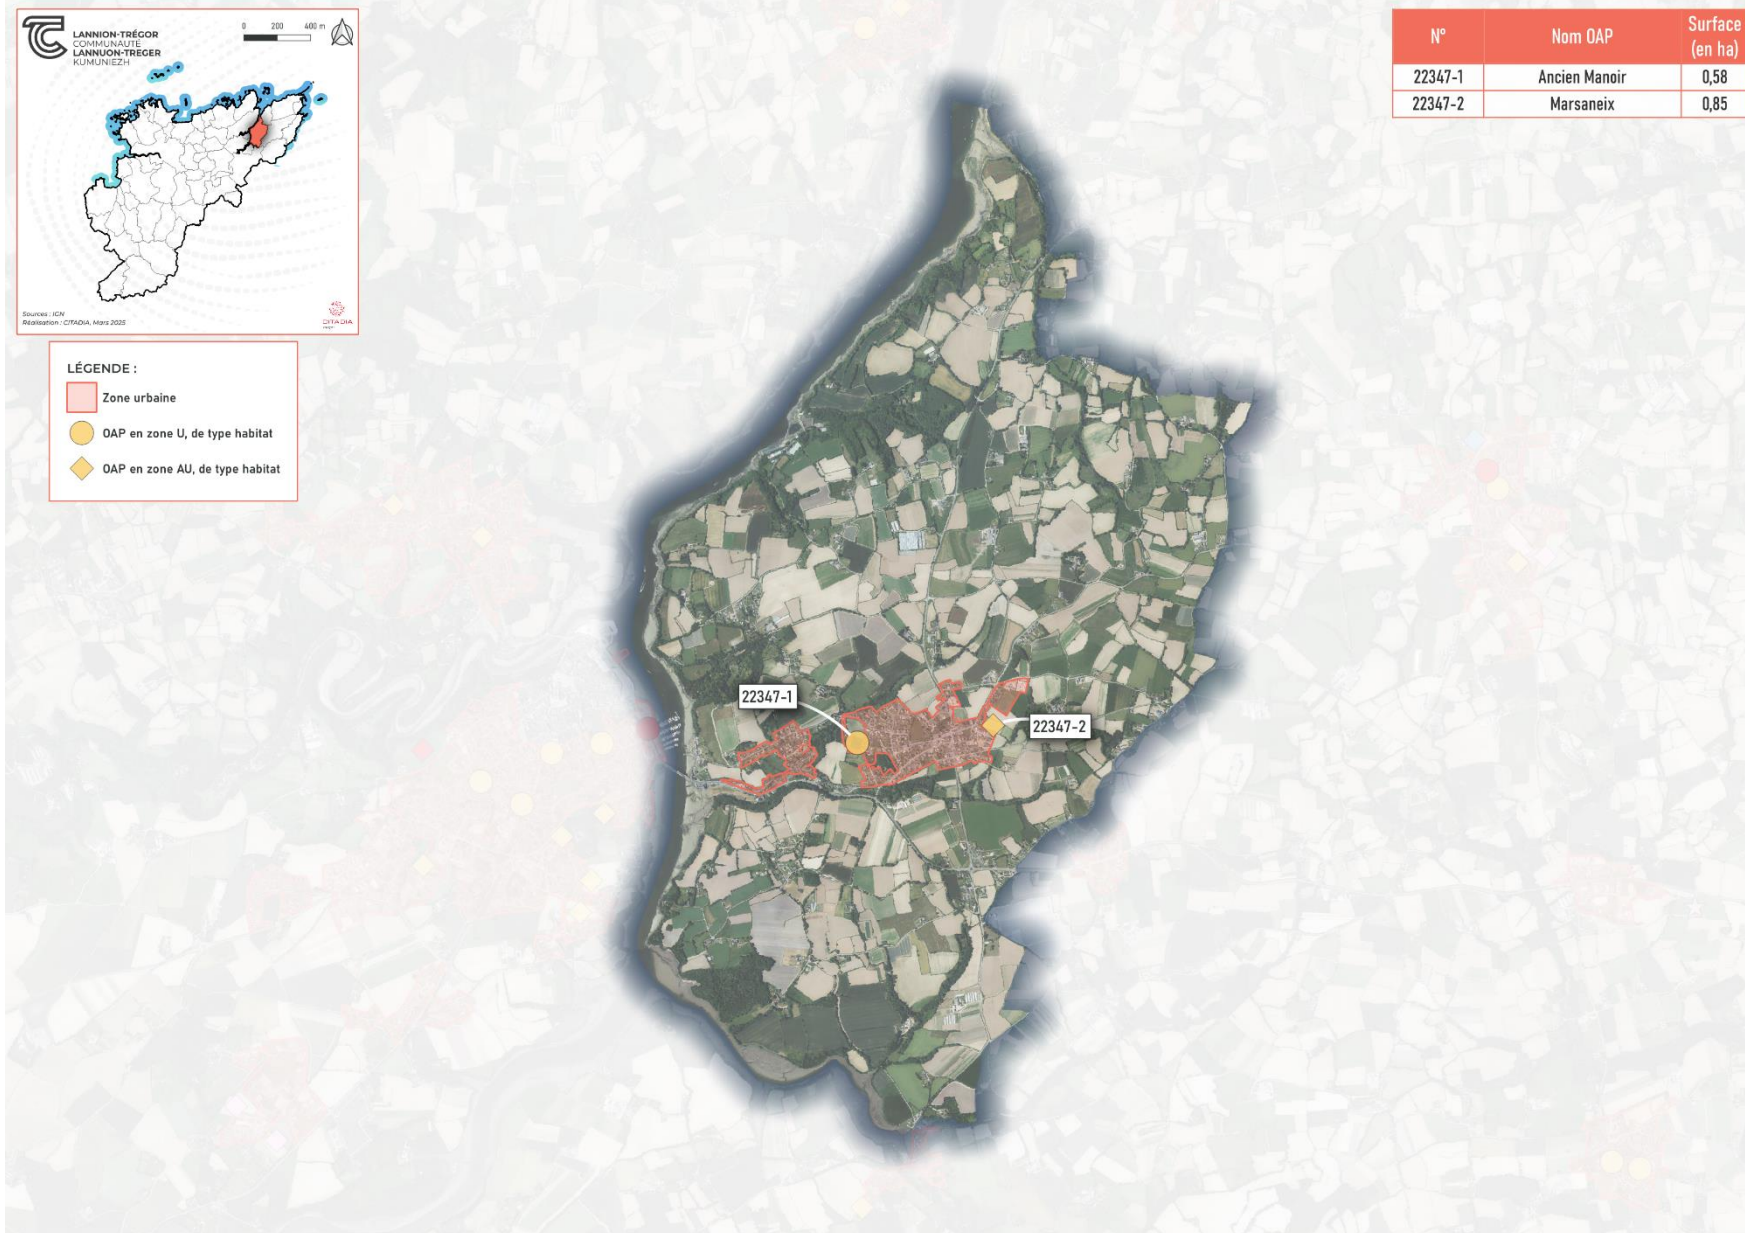 LANNION-TRÉGOR
COMMUNAUTÉ
LANNUON-TREGER
KUMUNIEZH
0 200 400 m
Sources : IGN
Réalisation : CITADIA, Mars 2025
CITADIA
LÉGENDE :
Zone urbaine
OAP en zone U, de type habitat
OAP en zone AU, de type habitat
N° Nom OAP Surface
(en ha)
22347-1 Ancien Manoir 0,58
22347-2 Marsaneix 0,85
22347-1
22347-2